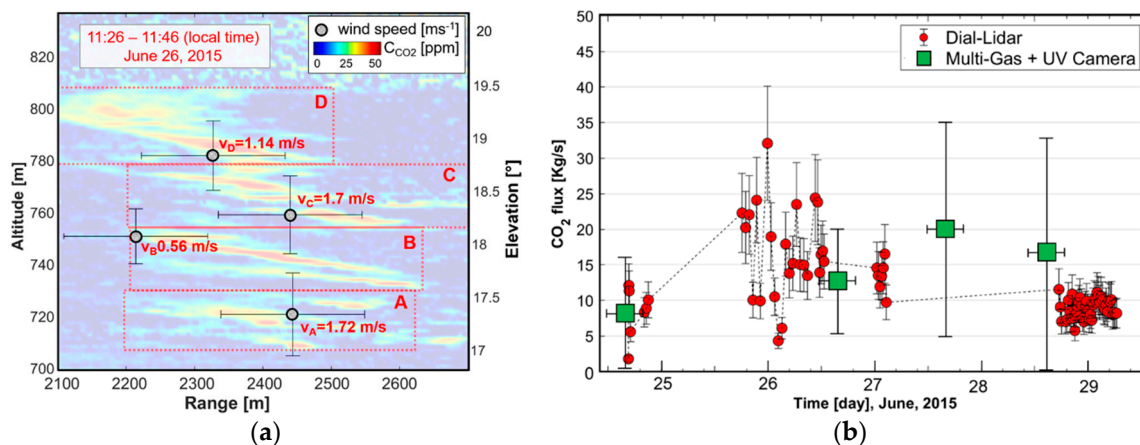 11:26 – 11:46 (local time)
June 26, 2015
wind speed [ms⁻¹]
C_CO2 [ppm]
0 25 50
D
v_D=1.14 m/s
C
v_C=1.7 m/s
B
v_B0.56 m/s
A
v_A=1.72 m/s
820
800
780
760
740
720
700
Altitude [m]
20
19.5
19
18.5
18
17.5
17
Elevation [°]
2100 2200 2300 2400 2500 2600
Range [m]
(a)
Dial-Lidar
Multi-Gas + UV Camera
50
45
40
35
30
25
20
15
10
5
0
CO₂ flux [Kg/s]
25 26 27 28 29
Time [day], June, 2015
(b)